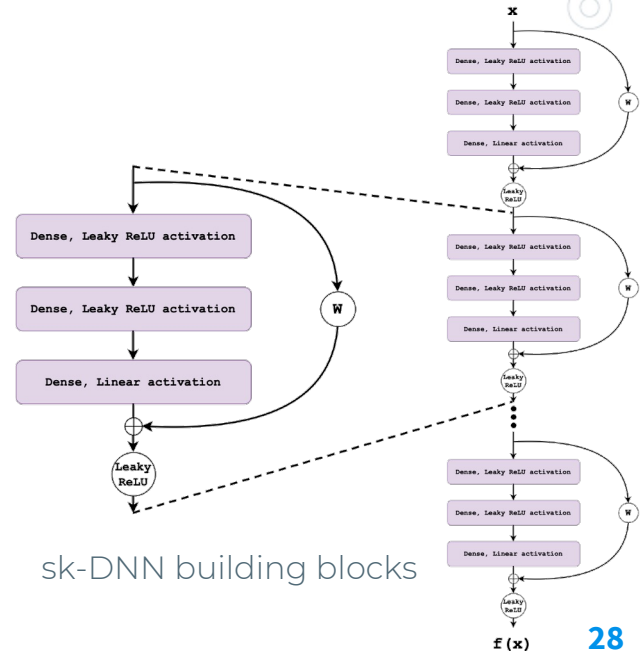 Dense, Leaky ReLU activation
Dense, Leaky ReLU activation
W
Dense, Linear activation
Leaky
ReLU
sk-DNN building blocks
x
Dense, Leaky ReLU activation
Dense, Leaky ReLU activation
W
Dense, Linear activation
Leaky
ReLU
Dense, Leaky ReLU activation
Dense, Leaky ReLU activation
W
Dense, Linear activation
Leaky
ReLU
Dense, Leaky ReLU activation
Dense, Leaky ReLU activation
W
Dense, Linear activation
Leaky
ReLU
f(x)
28